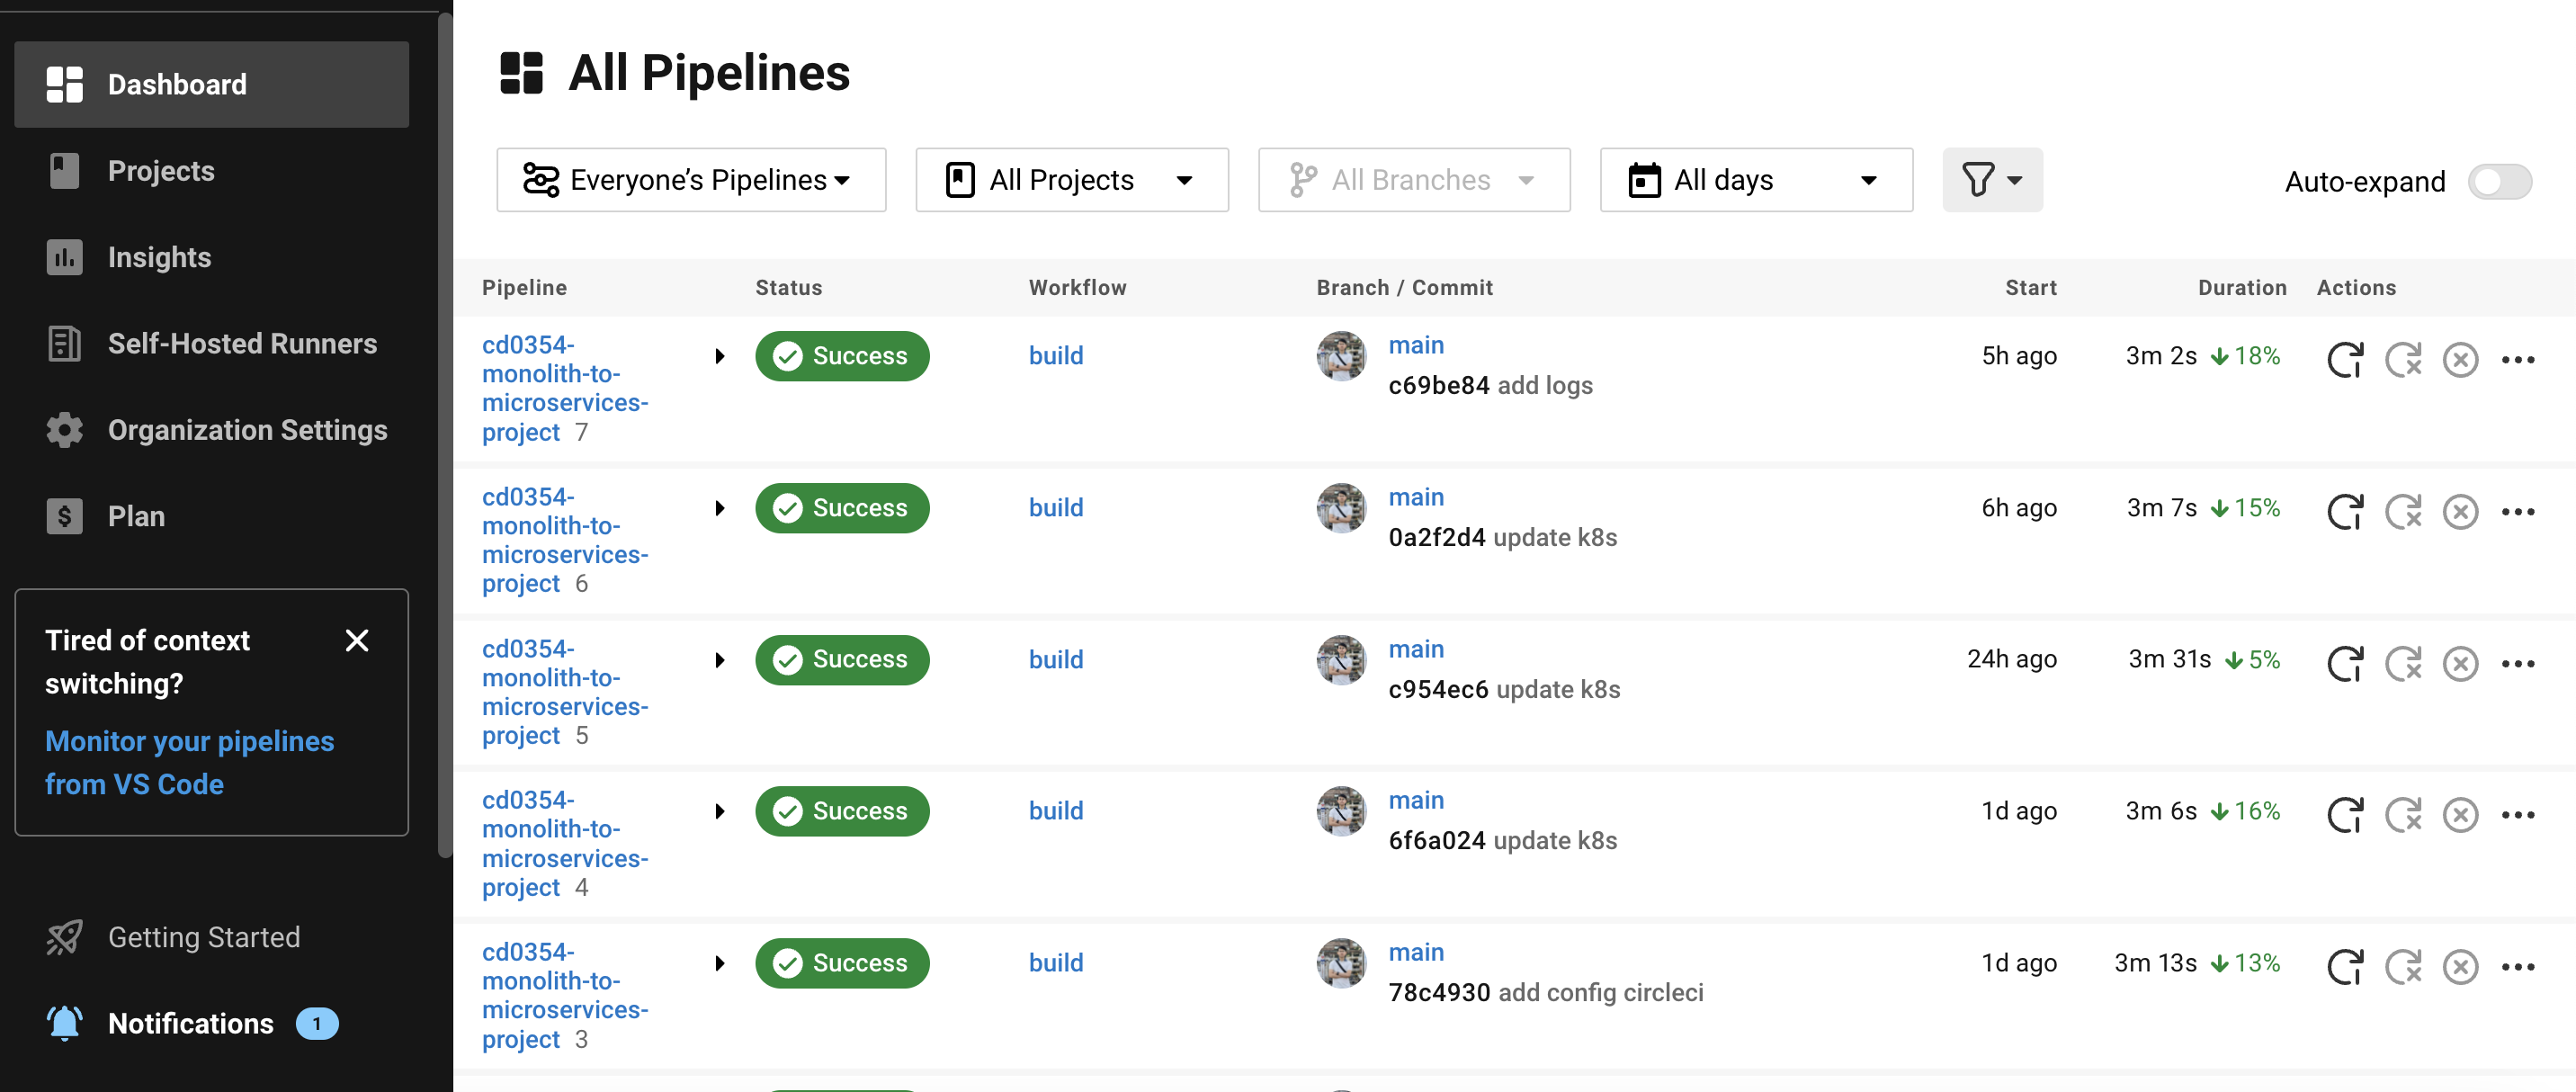 Dashboard
Projects
Insights
Self-Hosted Runners
Organization Settings
Plan
Tired of context
switching?
Monitor your pipelines
from VS Code
Getting Started
Notifications 1
All Pipelines
Everyone’s Pipelines
All Projects
All Branches
All days
Auto-expand
Pipeline Status Workflow Branch / Commit Start Duration Actions
cd0354-
monolith-to-
microservices-
project 7
Success
build
main
c69be84 add logs
5h ago
3m 2s 18%
cd0354-
monolith-to-
microservices-
project 6
Success
build
main
0a2f2d4 update k8s
6h ago
3m 7s 15%
cd0354-
monolith-to-
microservices-
project 5
Success
build
main
c954ec6 update k8s
24h ago
3m 31s 5%
cd0354-
monolith-to-
microservices-
project 4
Success
build
main
6f6a024 update k8s
1d ago
3m 6s 16%
cd0354-
monolith-to-
microservices-
project 3
Success
build
main
78c4930 add config circleci
1d ago
3m 13s 13%